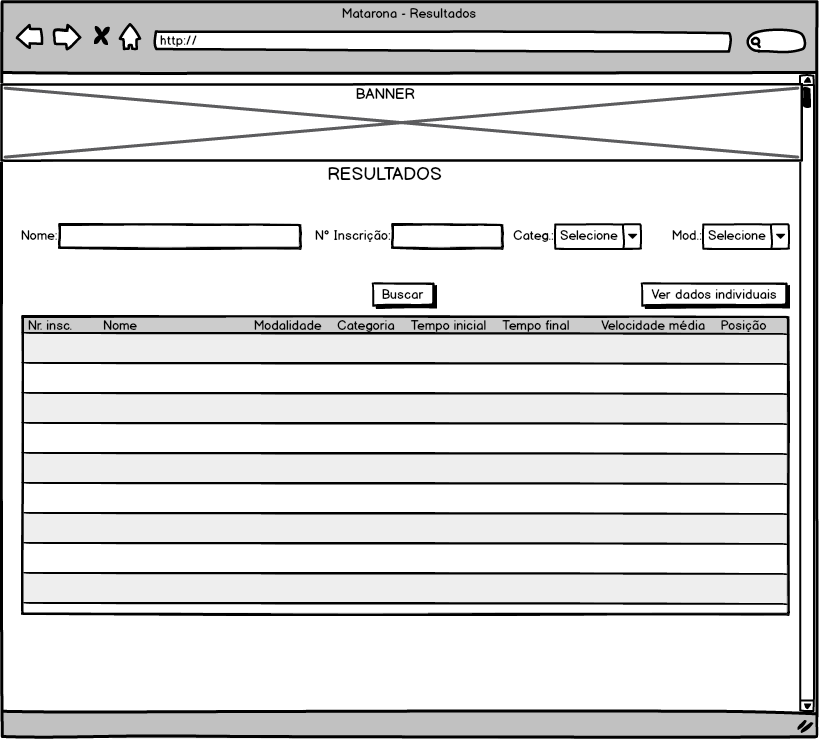 Matarona - Resultados
http://
BANNER
RESULTADOS
Nome: N° Inscrição: Categ.: Selecione Mod.: Selecione
Buscar Ver dados individuais
Nr. insc. Nome Modalidade Categoria Tempo inicial Tempo final Velocidade média Posição